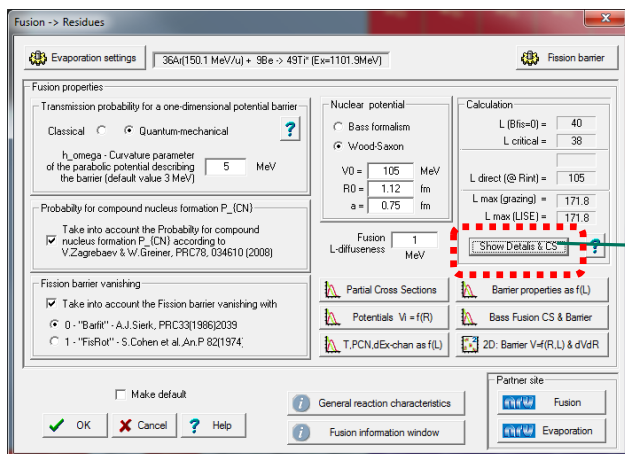 Fusion -> Residues
Evaporation settings
36Ar(150.1 MeV/u) + 9Be -> 49Ti* (Ex=1101.9MeV)
Fission barrier
Fusion properties
Transmission probability for a one-dimensional potential barrier
Classical
Quantum-mechanical
?
h_omega - Curvature parameter
of the parabolic potential describing
the barrier (default value 3 MeV)
5
MeV
Probabilty for compound nucleus formation P_{CN}
Take into account the Probabilty for compound
nucleus formation P_{CN} according to
V.Zagrebaev & W.Greiner, PRC78, 034610 (2008)
Fission barrier vanishing
Take into account the Fission barrier vanishing with
0 - "Barfit" - A.J.Sierk, PRC33(1986)2039
1 - "FisRot" - S.Cohen et al,An.P 82(1974)
Nuclear potential
Bass formalism
Wood-Saxon
V0 = 105 MeV
R0 = 1.12 fm
a = 0.75 fm
Fusion
L-diffuseness
1
MeV
Calculation
L (Bfis=0) = 40
L critical = 38
L direct (@ Rint) = 105
L max (grazing) = 171.8
L max (LISE) = 171.8
Show Details & CS
?
Partial Cross Sections
Barrier properties as f(L)
Potentials Vi = f(R)
Bass Fusion CS & Barrier
T,PCN,dEx-chan as f(L)
2D: Barrier V=f(R,L) & dVdR
Make default
OK
Cancel
? Help
General reaction characteristics
Fusion information window
Partner site
Fusion
Evaporation